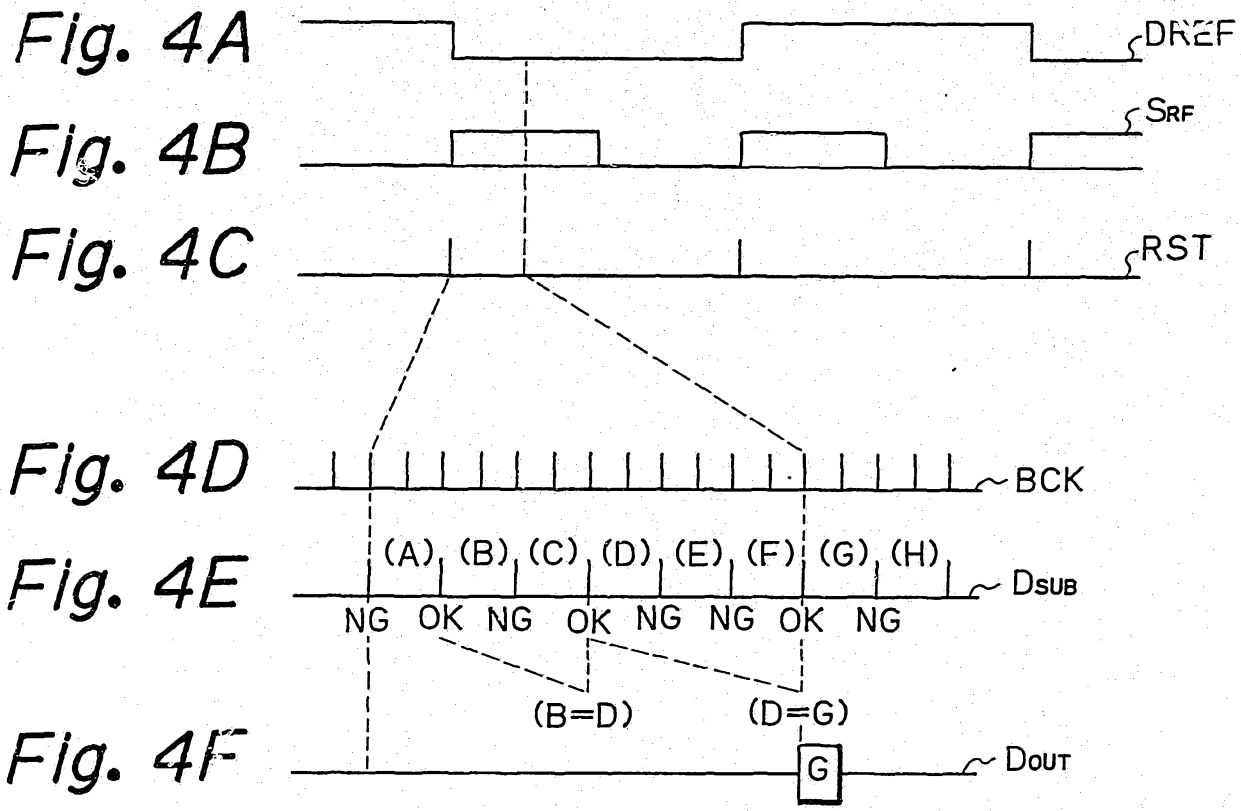 Fig. 4A
DREF
Fig. 4B
SRF
Fig. 4C
RST
Fig. 4D
BCK
Fig. 4E
(A) (B) (C) (D) (E) (F) (G) (H)
DSUB
NG OK NG OK NG NG OK NG
(B=D) (D=G)
Fig. 4F
G
DOUT